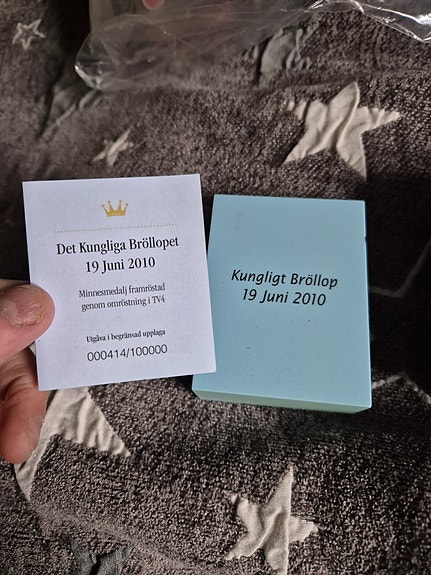 Det Kungliga Bröllopet
19 Juni 2010
Minnesmedalj framröstad
genom omröstning i TV4
Utgåva i begränsad upplaga
000414/100000
Kungligt Bröllop
19 Juni 2010